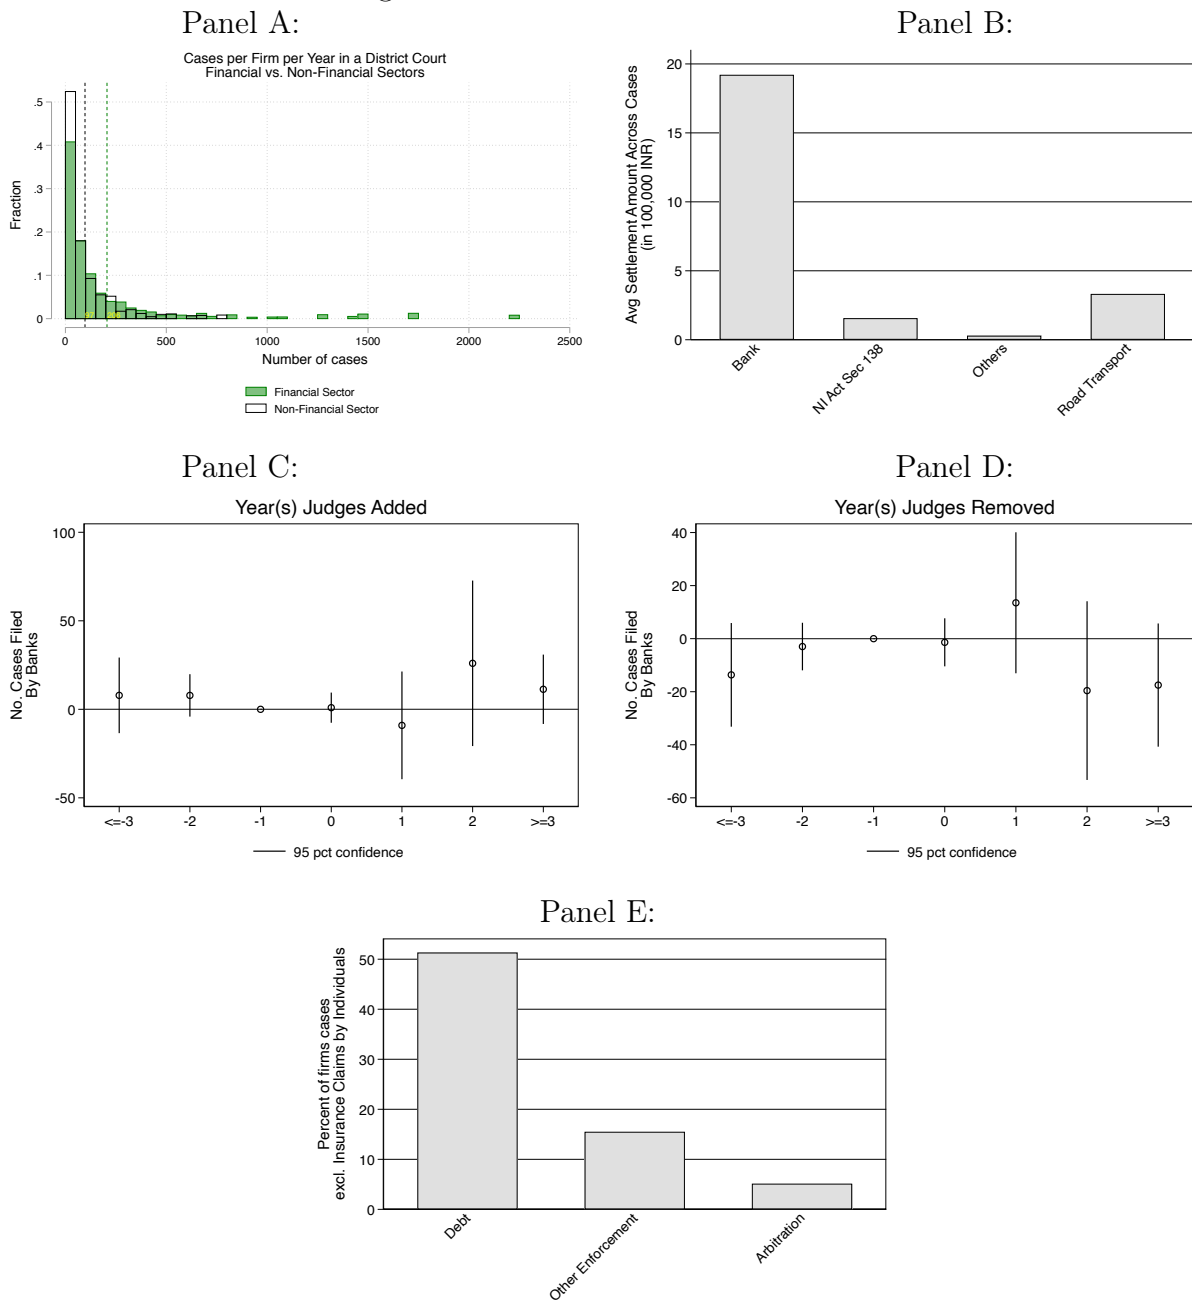 Panel A:
Cases per Firm per Year in a District Court
Financial vs. Non-Financial Sectors
Fraction
.5
.4
.3
.2
.1
0
0 500 1000 1500 2000 2500
Number of cases
Financial Sector
Non-Financial Sector
Panel B:
Avg Settlement Amount Across Cases
(in 100,000 INR)
20
15
10
5
0
Bank
NI Act Sec 138
Others
Road Transport
Panel C:
Year(s) Judges Added
No. Cases Filed
By Banks
100
50
0
-50
<=-3 -2 -1 0 1 2 >=3
95 pct confidence
Panel D:
Year(s) Judges Removed
No. Cases Filed
By Banks
40
20
0
-20
-40
-60
<=-3 -2 -1 0 1 2 >=3
95 pct confidence
Panel E:
Percent of firms cases
excl. Insurance Claims by Individuals
50
40
30
20
10
0
Debt
Other Enforcement
Arbitration